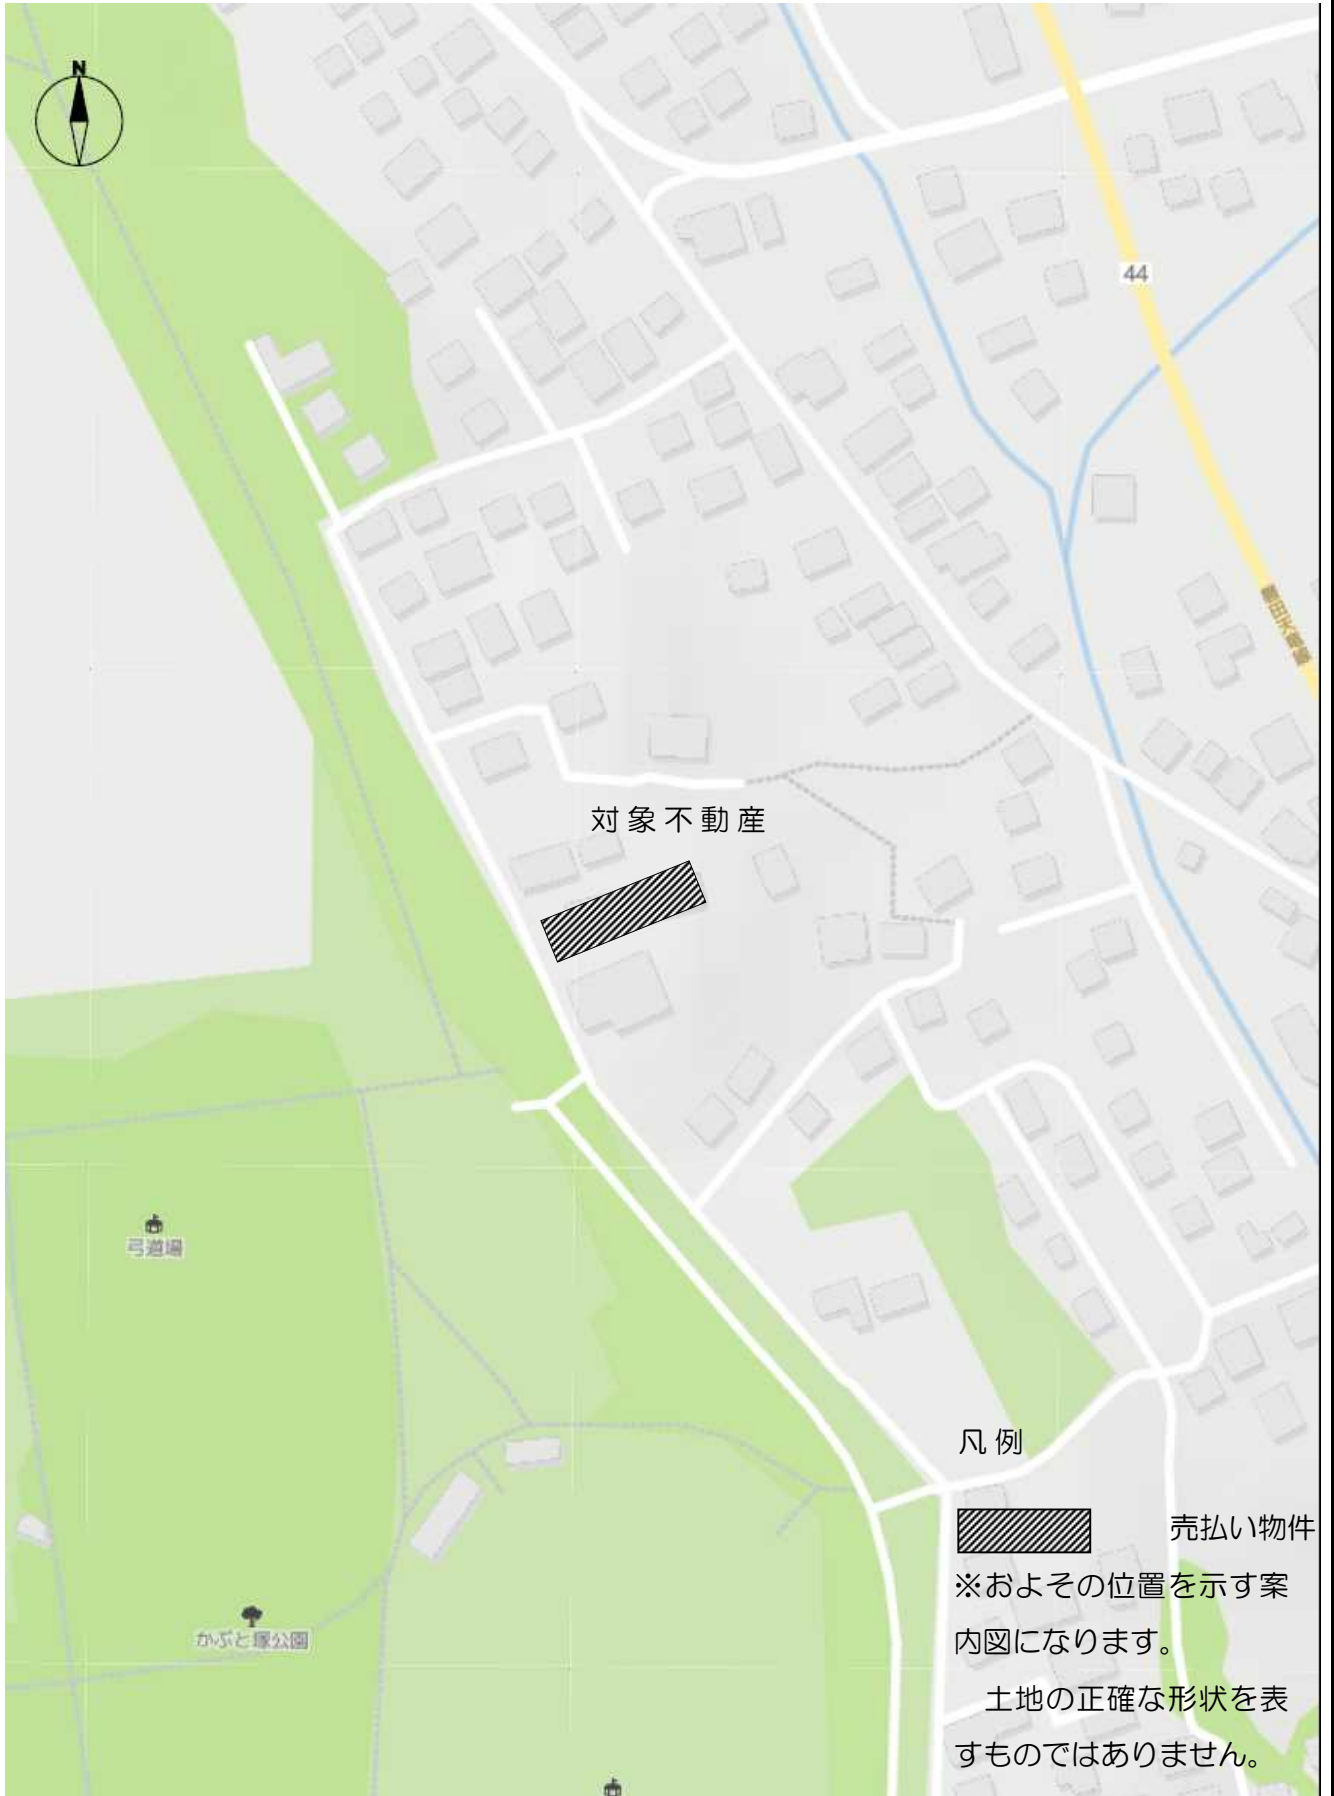 N
44
対象不動産
弓道場
凡例
売払い物件
※およその位置を示す案
内図になります。
かぶと塚公園
土地の正確な形状を表
すものではありません。